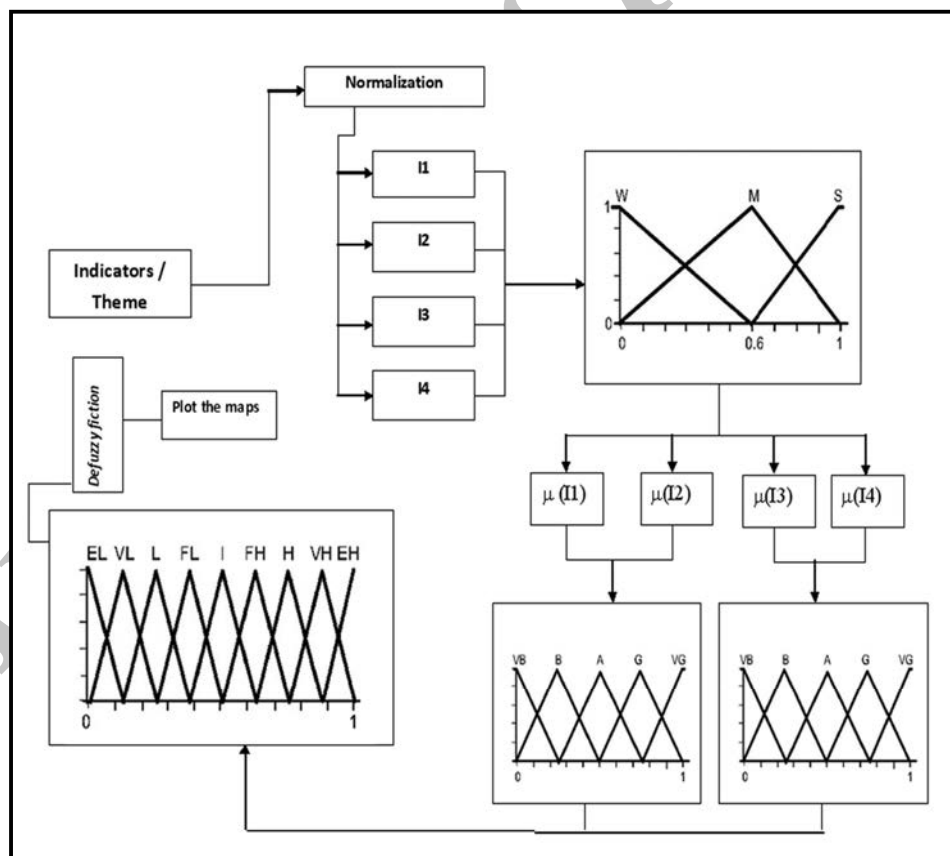 Normalization
I1
I2
I3
I4
Indicators /
Theme
W M S
1
0
0 0.6 1
Defuzzy fiction
Plot the maps
μ (I1)
μ(I2)
μ(I3)
μ(I4)
EL VL L FL I FH H VH EH
0 1
VB B A G VG
0 1
VB B A G VG
0 1